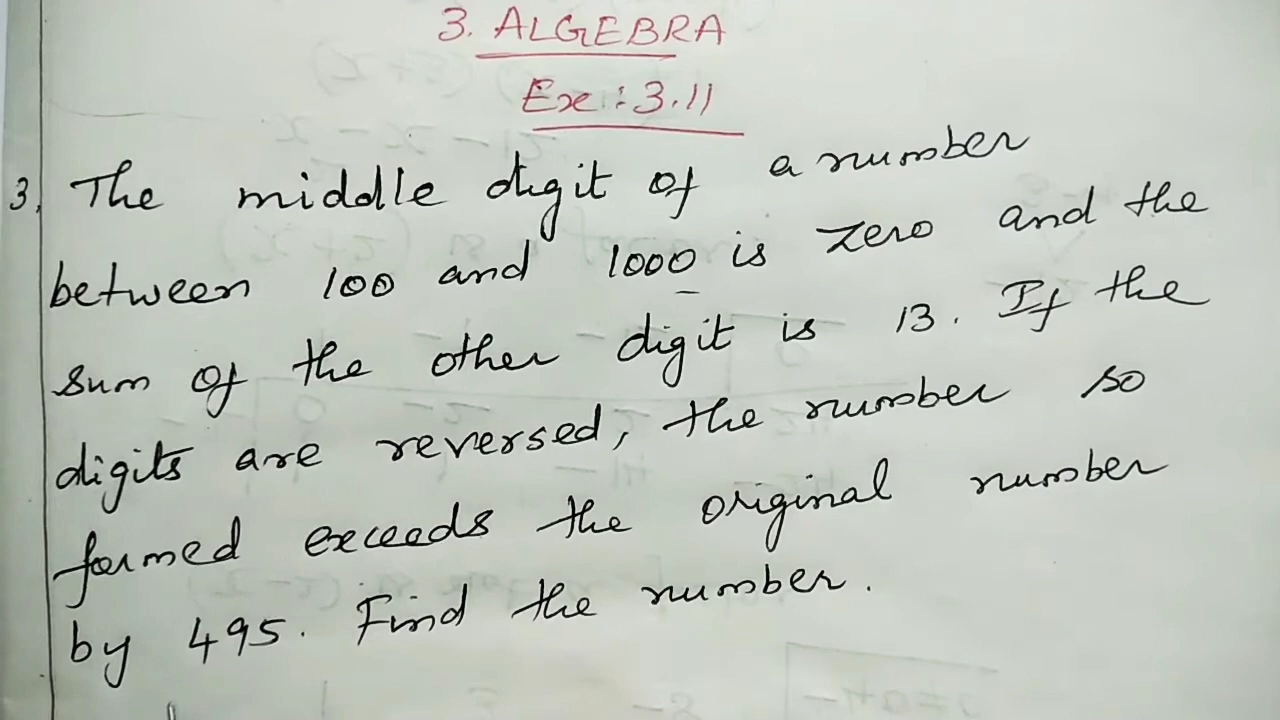 3. ALGEBRA
Ex: 3.11
3. The middle digit of a number
between 100 and 1000 is zero and the
sum of the other digit is 13. If the
digits are reversed, the number so
formed exceeds the original number
by 495. Find the number.